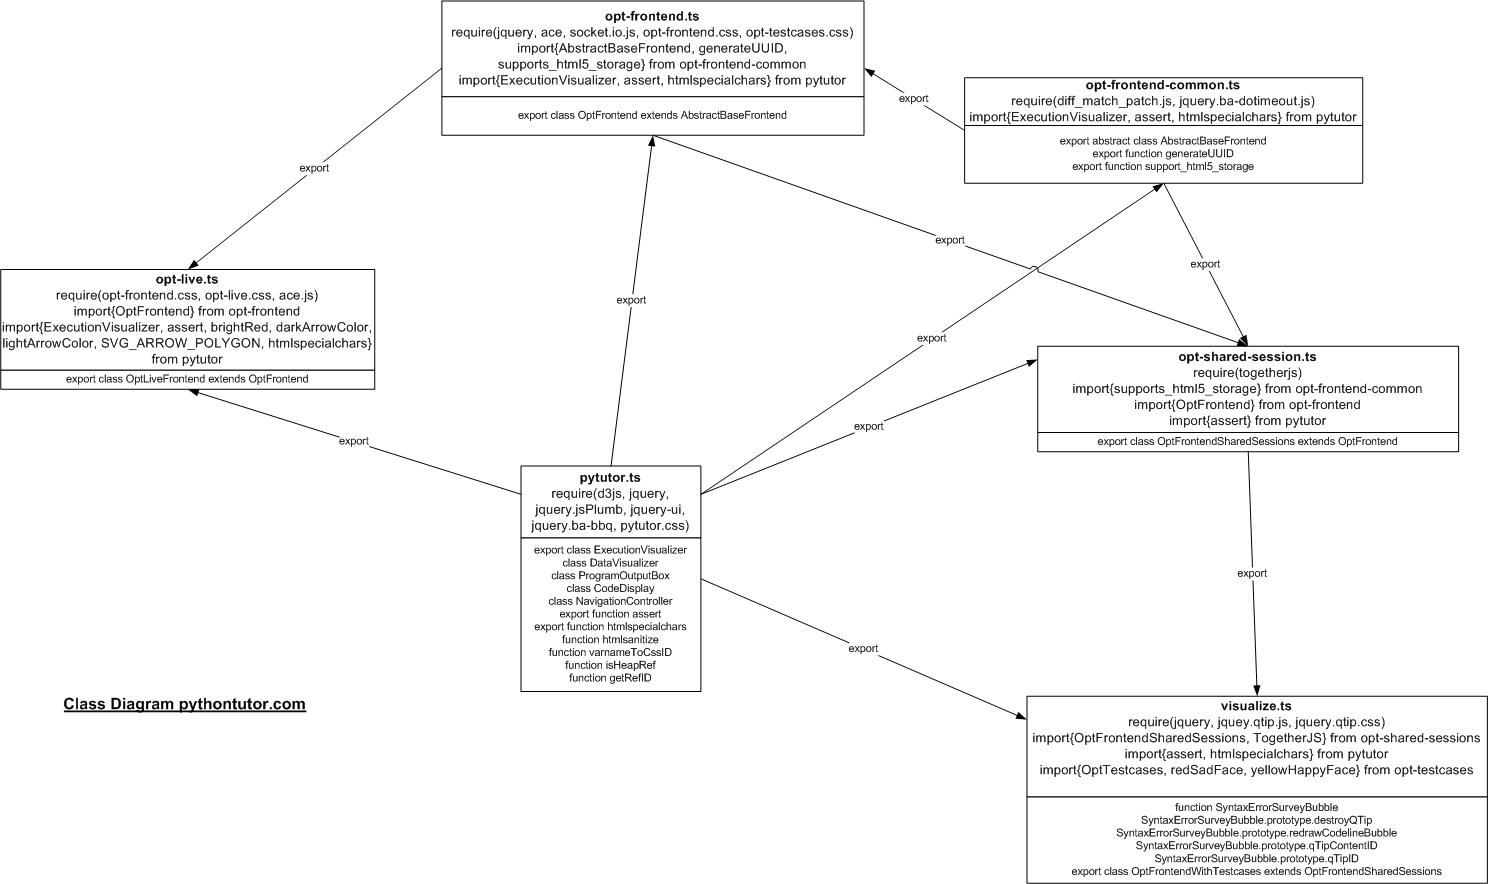 opt-frontend.ts
require(jquery, ace, socket.io.js, opt-frontend.css, opt-testcases.css)
import{AbstractBaseFrontend, generateUUID,
supports_html5_storage} from opt-frontend-common
import{ExecutionVisualizer, assert, htmlspecialchars} from pytutor
export class OptFrontend extends AbstractBaseFrontend
opt-frontend-common.ts
require(diff_match_patch.js, jquery.ba-dotimeout.js)
import{ExecutionVisualizer, assert, htmlspecialchars} from pytutor
export abstract class AbstractBaseFrontend
export function generateUUID
export function support_html5_storage
export
export
export
export
export
export
export
export
export
export
export
opt-live.ts
require(opt-frontend.css, opt-live.css, ace.js)
import{OptFrontend} from opt-frontend
import{ExecutionVisualizer, assert, brightRed, darkArrowColor,
lightArrowColor, SVG_ARROW_POLYGON, htmlspecialchars}
from pytutor
export class OptLiveFrontend extends OptFrontend
opt-shared-session.ts
require(togetherjs)
import{supports_html5_storage} from opt-frontend-common
import{OptFrontend} from opt-frontend
import{assert} from pytutor
export class OptFrontendSharedSessions extends OptFrontend
pytutor.ts
require(d3js, jquery,
jquery.jsPlumb, jquery-ui,
jquery.ba-bbq, pytutor.css)
export class ExecutionVisualizer
class DataVisualizer
class ProgramOutputBox
class CodeDisplay
class NavigationController
export function assert
export function htmlspecialchars
function htmlsanitize
function varnameToCssID
function isHeapRef
function getRefID
Class Diagram pythontutor.com
visualize.ts
require(jquery, jquey.qtip.js, jquery.qtip.css)
import{OptFrontendSharedSessions, TogetherJS} from opt-shared-sessions
import{assert, htmlspecialchars} from pytutor
import{OptTestcases, redSadFace, yellowHappyFace} from opt-testcases
function SyntaxErrorSurveyBubble
SyntaxErrorSurveyBubble.prototype.destroyQTip
SyntaxErrorSurveyBubble.prototype.redrawCodelineBubble
SyntaxErrorSurveyBubble.prototype.qTipContentID
SyntaxErrorSurveyBubble.prototype.qTipID
export class OptFrontendWithTestcases extends OptFrontendSharedSessions